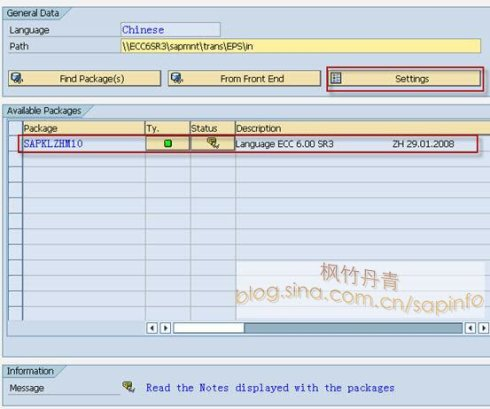 General Data
Language Chinese
Path \\ECC6SR3\sapmnt\trans\EPS\in
Find Package(s) From Front End Settings
Available Packages
Package Ty. Status Description
SAPKLZHM10 Language ECC 6.00 SR3 ZH 29.01.2008
枫竹丹青
blog.sina.com.cn/sapinfo
Information
Message Read the Notes displayed with the packages